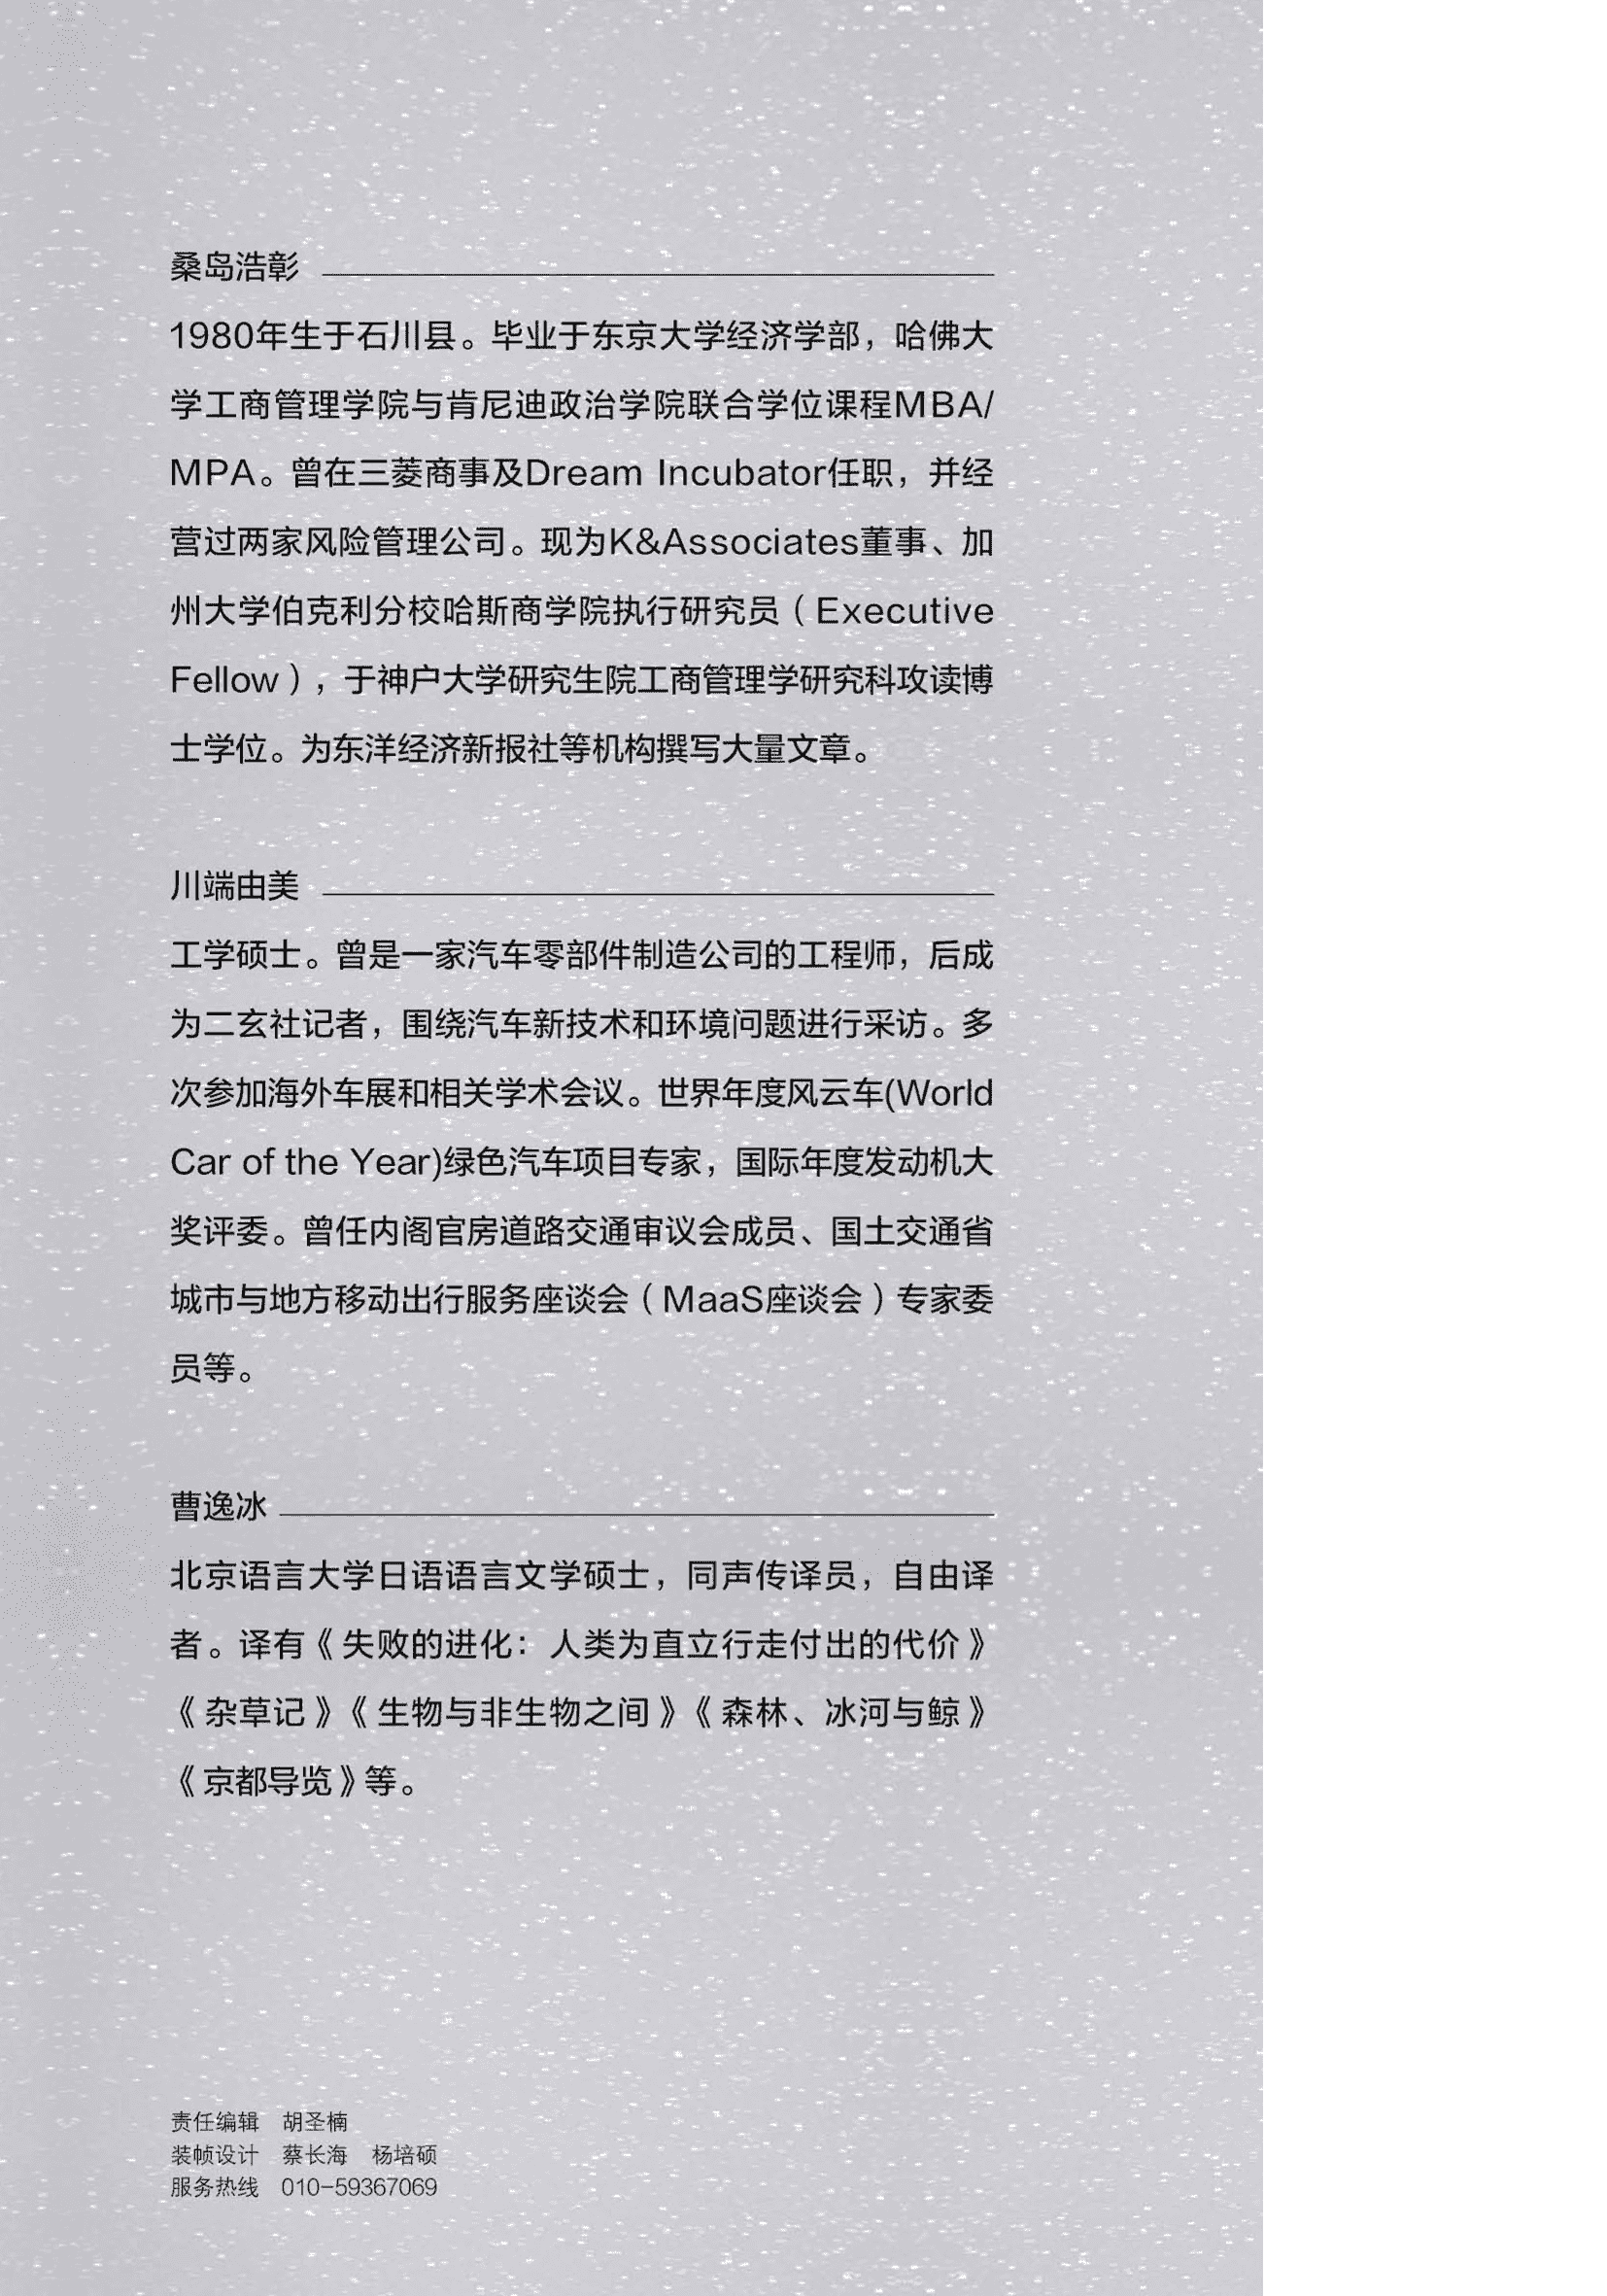 桑岛浩彰
1980年生于石川县。毕业于东京大学经济学部，哈佛大
学工商管理学院与肯尼迪政治学院联合学位课程MBA/
MPA。曾在三菱商事及Dream Incubator任职，并经
营过两家风险管理公司。现为K&Associates董事、加
州大学伯克利分校哈斯商学院执行研究员（Executive
Fellow），于神户大学研究生院工商管理学研究科攻读博
士学位。为东洋经济新报社等机构撰写大量文章。
川端由美
工学硕士。曾是一家汽车零部件制造公司的工程师，后成
为二玄社记者，围绕汽车新技术和环境问题进行采访。多
次参加海外车展和相关学术会议。世界年度风云车(World
Car of the Year)绿色汽车项目专家，国际年度发动机大
奖评委。曾任内阁官房道路交通审议会成员、国土交通省
城市与地方移动出行服务座谈会（MaaS座谈会）专家委
员等。
曹逸冰
北京语言大学日语语言文学硕士，同声传译员，自由译
者。译有《失败的进化：人类为直立行走付出的代价》
《杂草记》《生物与非生物之间》《森林、冰河与鲸》
《京都导览》等。
责任编辑　胡圣楠
装帧设计　蔡长海　杨培硕
服务热线　010-59367069